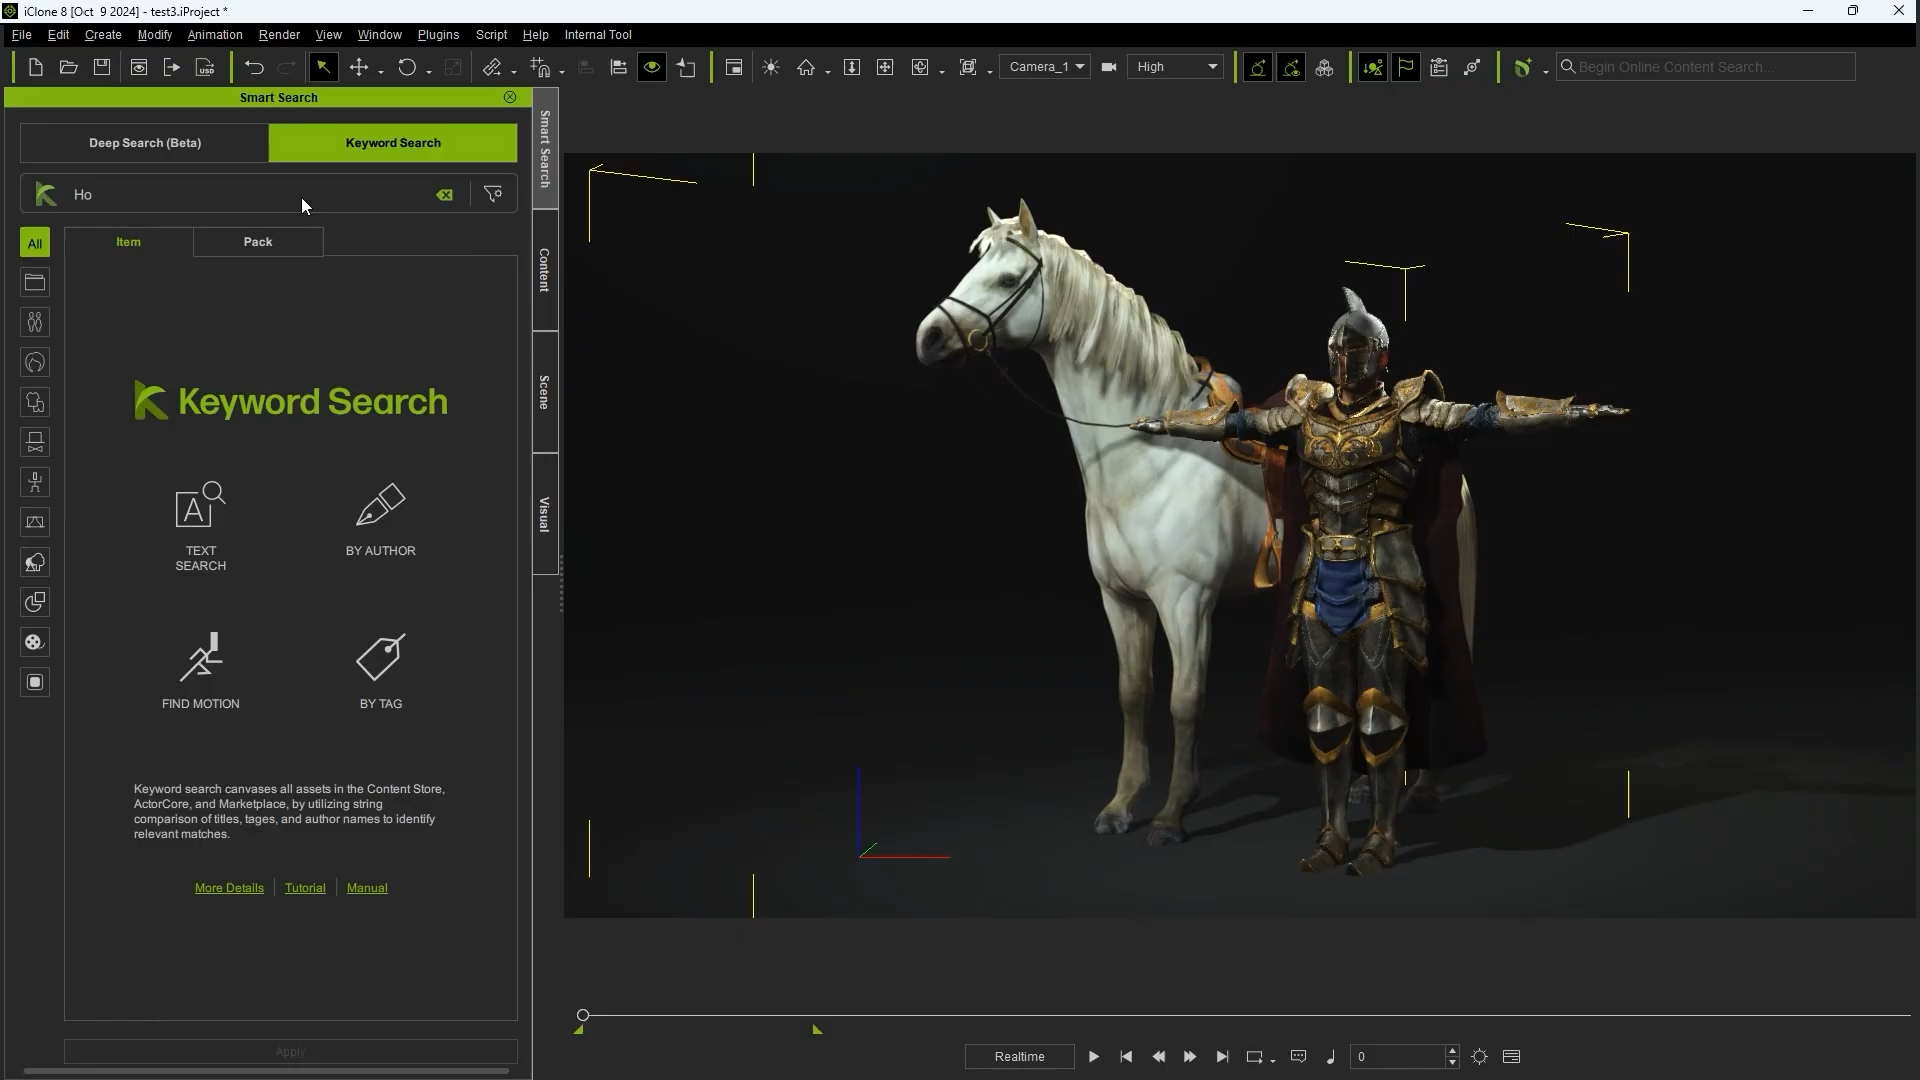 iClone 8 [Oct  9 2024] - test3.iProject *
File Edit Create Modify Animation Render View Window Plugins Script Help Internal Tool
USD
Camera_1
High
Begin Online Content Search...
Smart Search
Deep Search (Beta)
Keyword Search
Ho
All
Item
Pack
Keyword Search
A
TEXT
SEARCH
BY AUTHOR
FIND MOTION
BY TAG
Keyword search canvases all assets in the Content Store,
ActorCore, and Marketplace, by utilizing string
comparison of titles, tages, and author names to identify
relevant matches.
More Details
Tutorial
Manual
Apply
Smart Search
Content
Scene
Visual
Realtime
0